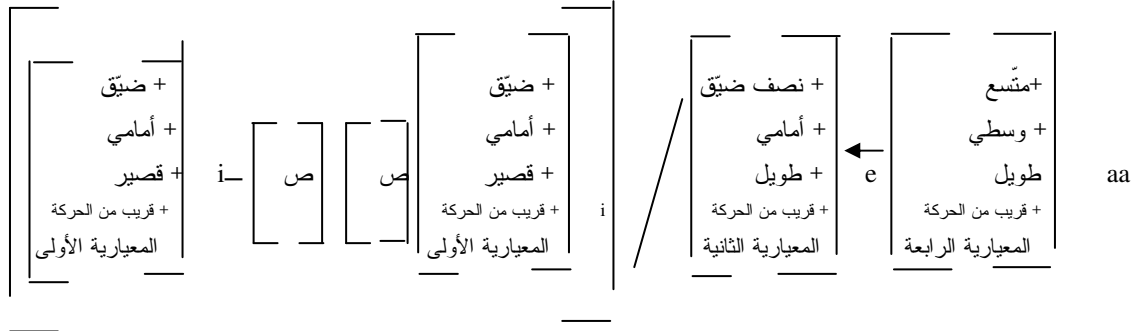 aa [ +متّسع + وسطي طويل + قريب من الحركة المعيارية الرابعة ] ← e [ + نصف ضيّق + أمامي + طويل + قريب من الحركة المعيارية الثانية ] / [ i [ + ضيّق + أمامي + قصير + قريب من الحركة المعيارية الأولى ] [ ص ] [ ص ] _i [ + ضيّق + أمامي + قصير + قريب من الحركة المعيارية الأولى ] ]